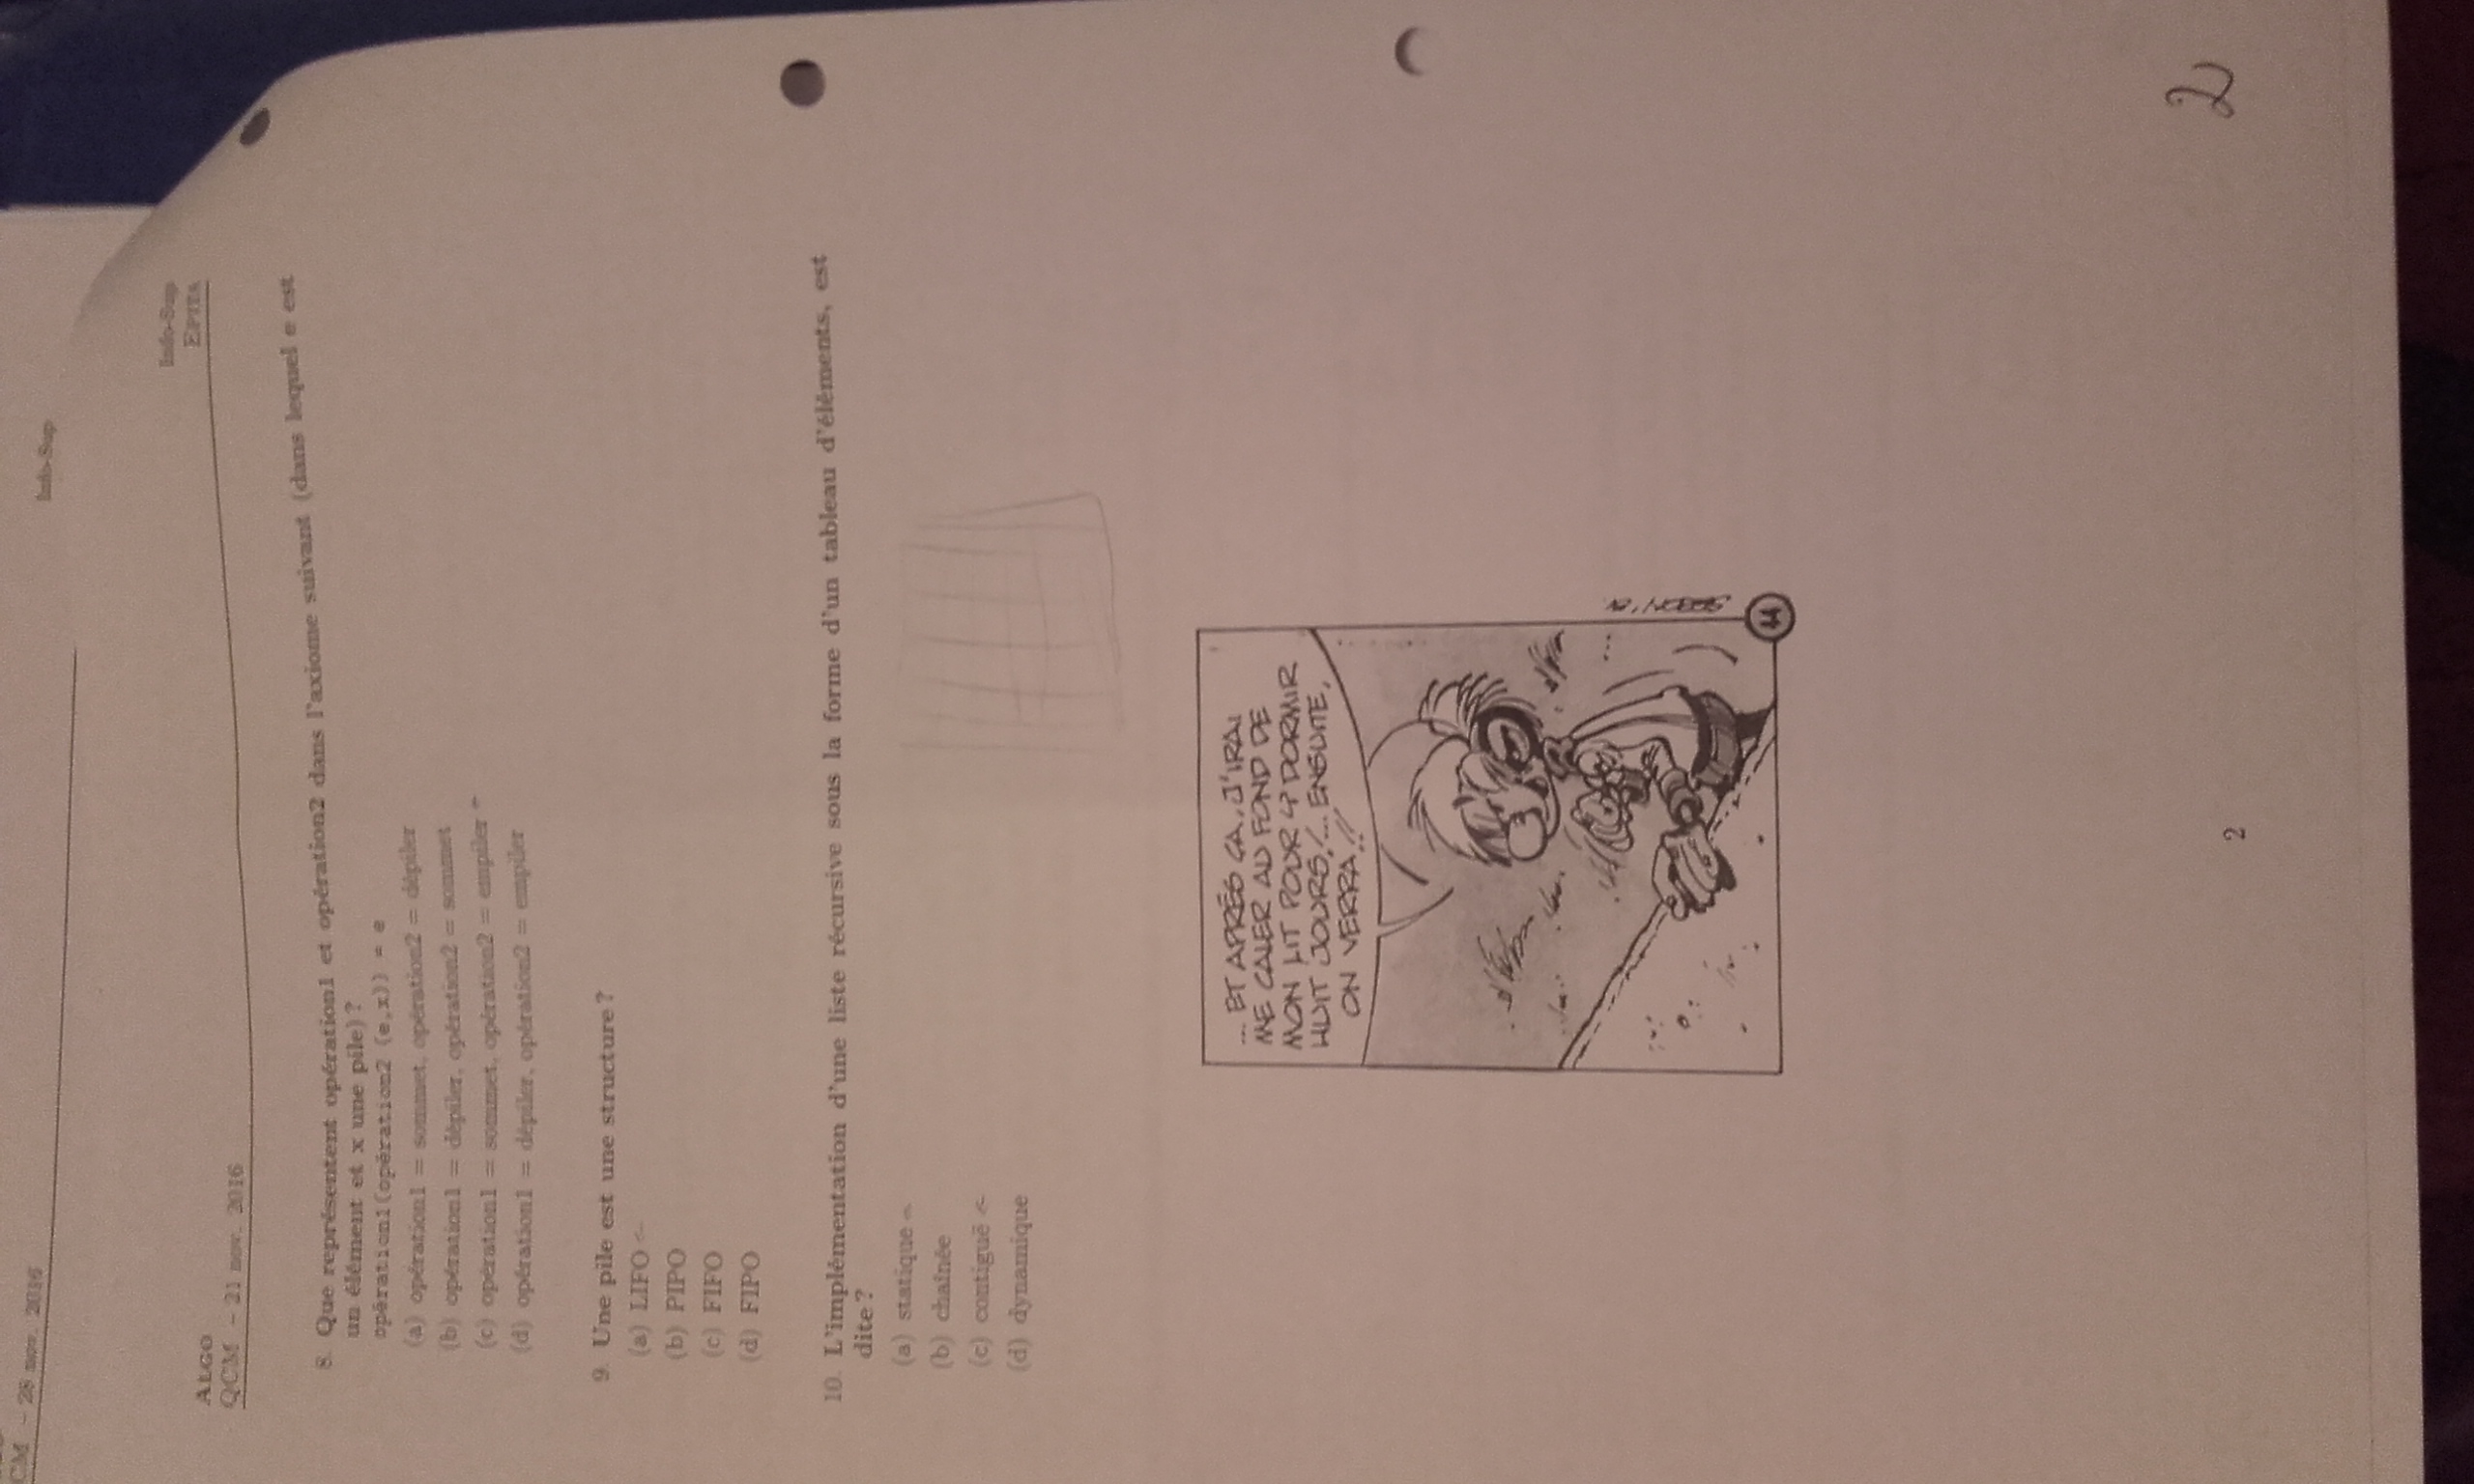 CM - 28 nov. 2016
Info-Sup
ALGO
QCM - 21 nov. 2016
Info-Sup
EPITA
8. Que représentent opération1 et opération2 dans l'axiome suivant (dans lequel e est
un élément et x une pile)?
opération1(opération2 (e,x)) = e
(a) opération1 = sommet, opération2 = dépiler
(b) opération1 = dépiler, opération2 = sommet
(c) opération1 = sommet, opération2 = empiler
(d) opération1 = dépiler, opération2 = empiler
9. Une pile est une structure?
(a) LIFO
(b) PIPO
(c) FIFO
(d) FIPO
10. L'implémentation d'une liste récursive sous la forme d'un tableau d'éléments, est
dite?
(a) statique
(b) chaînée
(c) contiguë
(d) dynamique
... ET APRÈS ÇA, J'IRAI
ME CALER AU FOND DE
MON LIT POUR Y DORMIR
HUIT JOURS!... ENSUITE,
ON VERRA!!
44
2
2